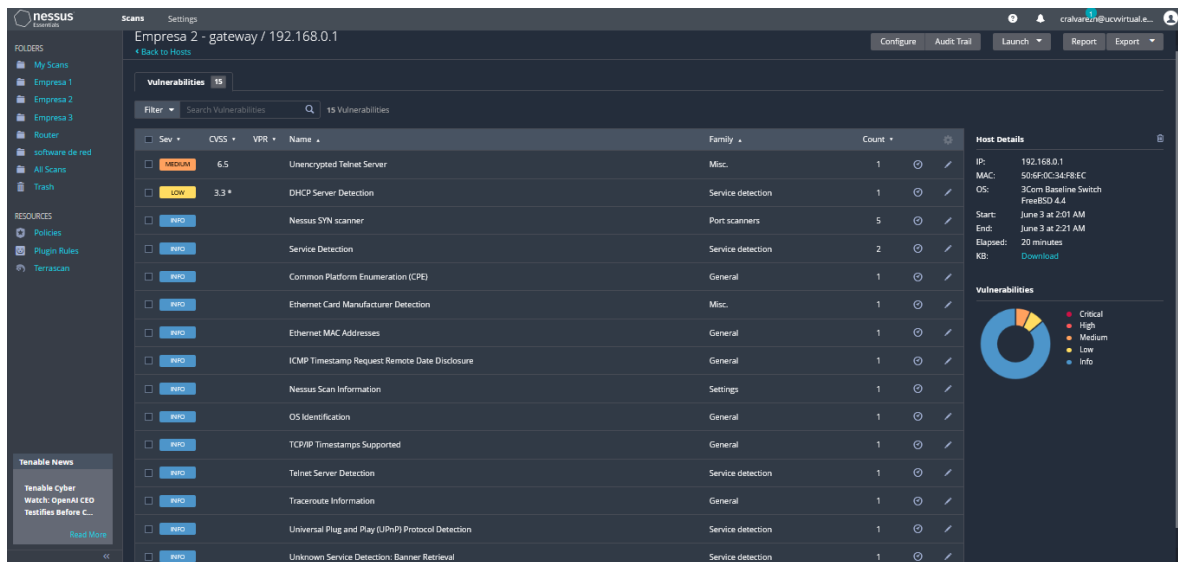 nessus
Essentials
Scans Settings
cralvarezn@ucvvirtual.e...
1
FOLDERS
My Scans
Empresa 1
Empresa 2
Empresa 3
Router
software de red
All Scans
Trash
RESOURCES
Policies
Plugin Rules
Terrascan
Tenable News
Tenable Cyber
Watch: OpenAI CEO
Testifies Before C...
Read More
Empresa 2 - gateway / 192.168.0.1
Back to Hosts
Configure Audit Trail Launch Report Export
Vulnerabilities 15
Filter Search Vulnerabilities 15 Vulnerabilities
Sev CVSS VPR Name Family Count
MEDIUM 6.5 Unencrypted Telnet Server Misc. 1
LOW 3.3 * DHCP Server Detection Service detection 1
INFO Nessus SYN scanner Port scanners 5
INFO Service Detection Service detection 2
INFO Common Platform Enumeration (CPE) General 1
INFO Ethernet Card Manufacturer Detection Misc. 1
INFO Ethernet MAC Addresses General 1
INFO ICMP Timestamp Request Remote Date Disclosure General 1
INFO Nessus Scan Information Settings 1
INFO OS Identification General 1
INFO TCP/IP Timestamps Supported General 1
INFO Telnet Server Detection Service detection 1
INFO Traceroute Information General 1
INFO Universal Plug and Play (UPnP) Protocol Detection Service detection 1
INFO Unknown Service Detection: Banner Retrieval Service detection 1
Host Details
IP: 192.168.0.1
MAC: 50:6F:0C:34:F8:EC
OS: 3Com Baseline Switch
FreeBSD 4.4
Start: June 3 at 2:01 AM
End: June 3 at 2:21 AM
Elapsed: 20 minutes
KB: Download
Vulnerabilities
Critical
High
Medium
Low
Info